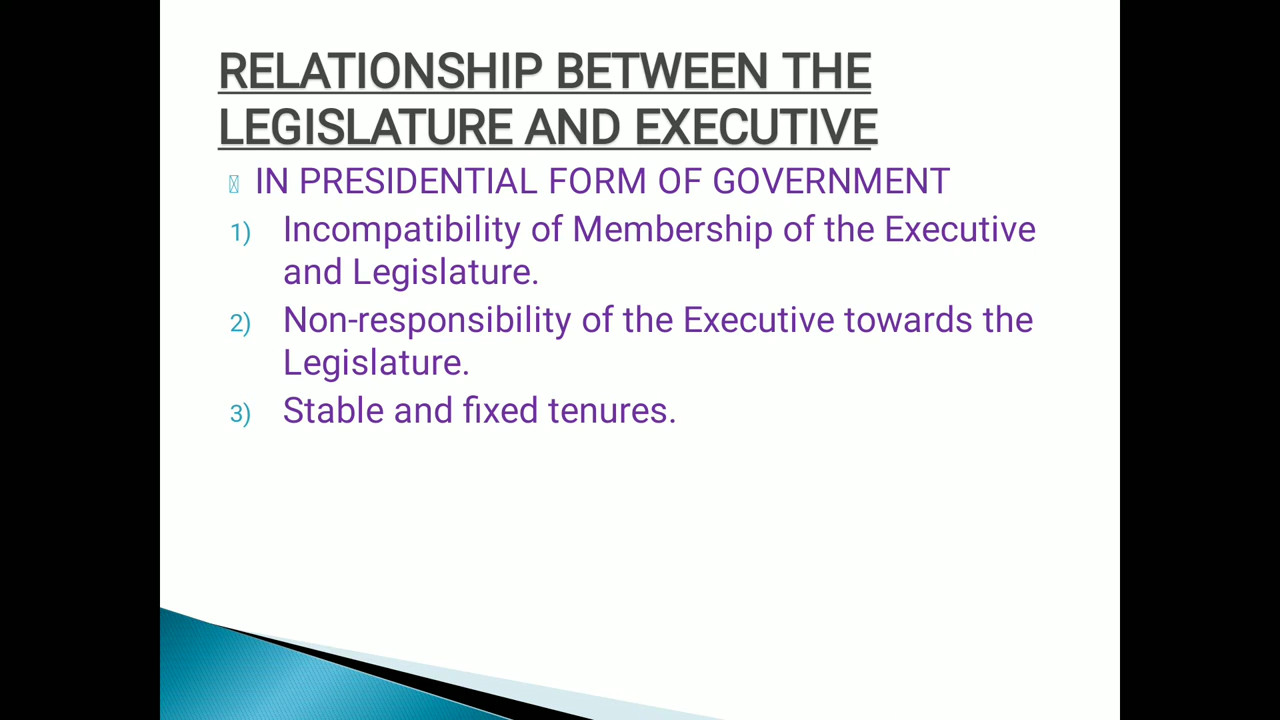 RELATIONSHIP BETWEEN THE
LEGISLATURE AND EXECUTIVE
IN PRESIDENTIAL FORM OF GOVERNMENT
1) Incompatibility of Membership of the Executive
and Legislature.
2) Non-responsibility of the Executive towards the
Legislature.
3) Stable and fixed tenures.